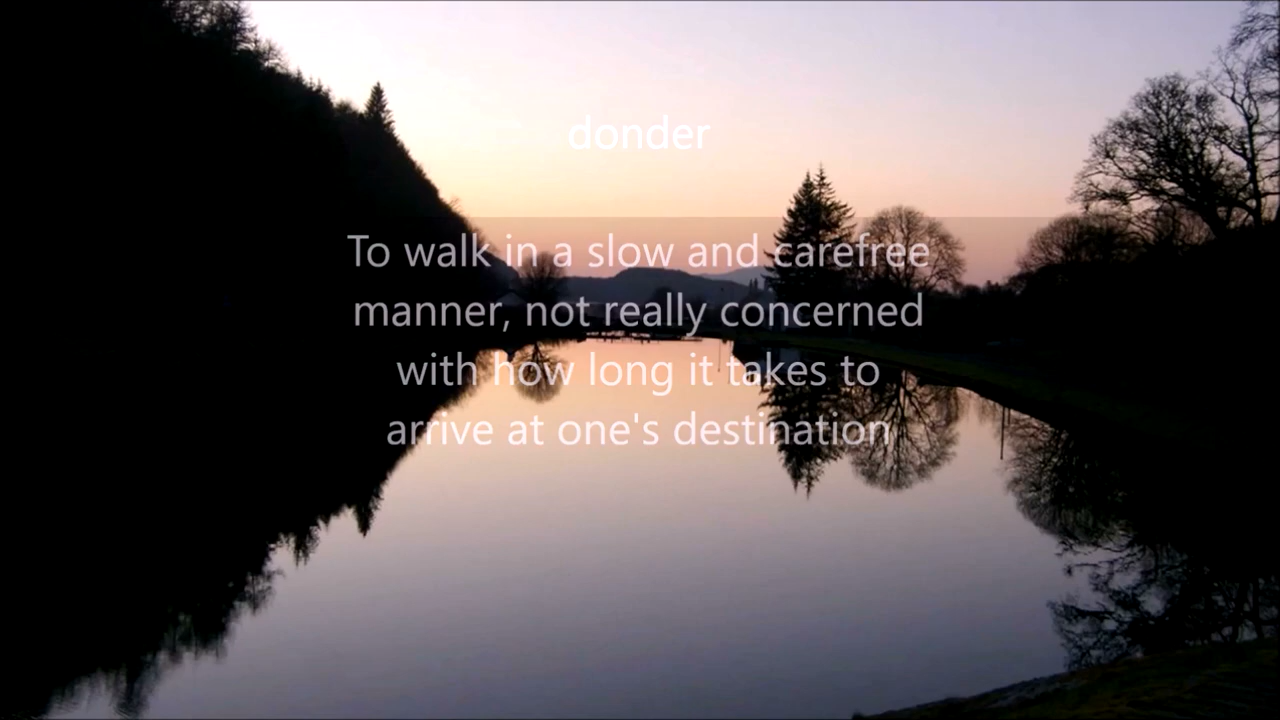 donder
To walk in a slow and carefree
manner, not really concerned
with how long it takes to
arrive at one's destination